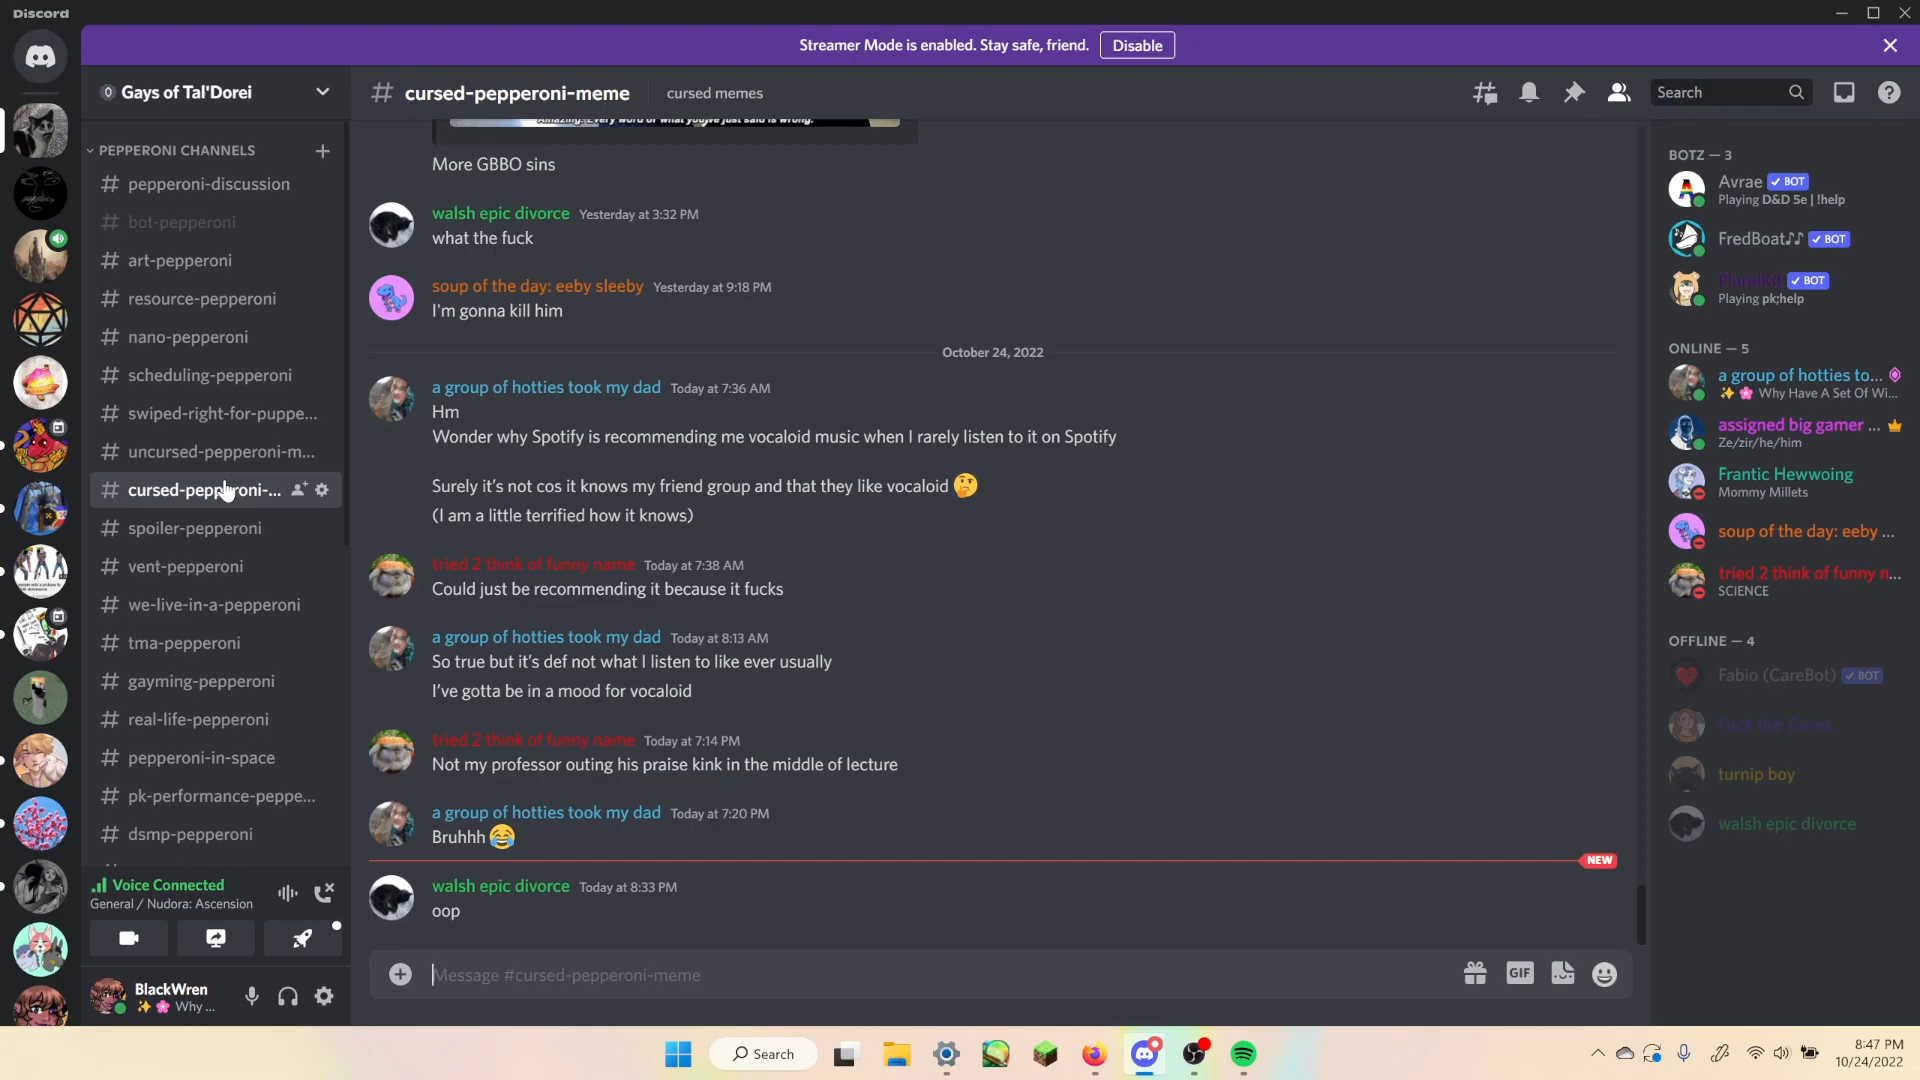 Discord
Streamer Mode is enabled. Stay safe, friend.
Disable
Gays of Tal'Dorei
# cursed-pepperoni-meme
cursed memes
Search
PEPPERONI CHANNELS
# pepperoni-discussion
# bot-pepperoni
# art-pepperoni
# resource-pepperoni
# nano-pepperoni
# scheduling-pepperoni
# swiped-right-for-puppe...
# uncursed-pepperoni-m...
# cursed-pepperoni-...
# spoiler-pepperoni
# vent-pepperoni
# we-live-in-a-pepperoni
# tma-pepperoni
# gayming-pepperoni
# real-life-pepperoni
# pepperoni-in-space
# pk-performance-peppe...
# dsmp-pepperoni
Voice Connected
General / Nudora: Ascension
BlackWren
✨ 🌸 Why ...
Amazing. Every word of what you've just said is wrong.
More GBBO sins
walsh epic divorce Yesterday at 3:32 PM
what the fuck
soup of the day: eeby sleeby Yesterday at 9:18 PM
I'm gonna kill him
October 24, 2022
a group of hotties took my dad Today at 7:36 AM
Hm
Wonder why Spotify is recommending me vocaloid music when I rarely listen to it on Spotify
Surely it's not cos it knows my friend group and that they like vocaloid 🤔
(I am a little terrified how it knows)
tried 2 think of funny name Today at 7:38 AM
Could just be recommending it because it fucks
a group of hotties took my dad Today at 8:13 AM
So true but it's def not what I listen to like ever usually
I've gotta be in a mood for vocaloid
tried 2 think of funny name Today at 7:14 PM
Not my professor outing his praise kink in the middle of lecture
a group of hotties took my dad Today at 7:20 PM
Bruhhh 😂
NEW
walsh epic divorce Today at 8:33 PM
oop
Message #cursed-pepperoni-meme
GIF
BOTZ — 3
Avrae ✓ BOT
Playing D&D 5e | !help
FredBoat♪♪ ✓ BOT
PluralKit ✓ BOT
Playing pk;help
ONLINE — 5
a group of hotties to...
✨ 🌸 Why Have A Set Of Wi...
assigned big gamer ...
Ze/zir/he/him
Frantic Hewwoing
Mommy Millets
soup of the day: eeby ...
tried 2 think of funny n...
SCIENCE
OFFLINE — 4
Fabio (CareBot) ✓ BOT
Fuck the Tories
turnip boy
walsh epic divorce
Search
8:47 PM
10/24/2022